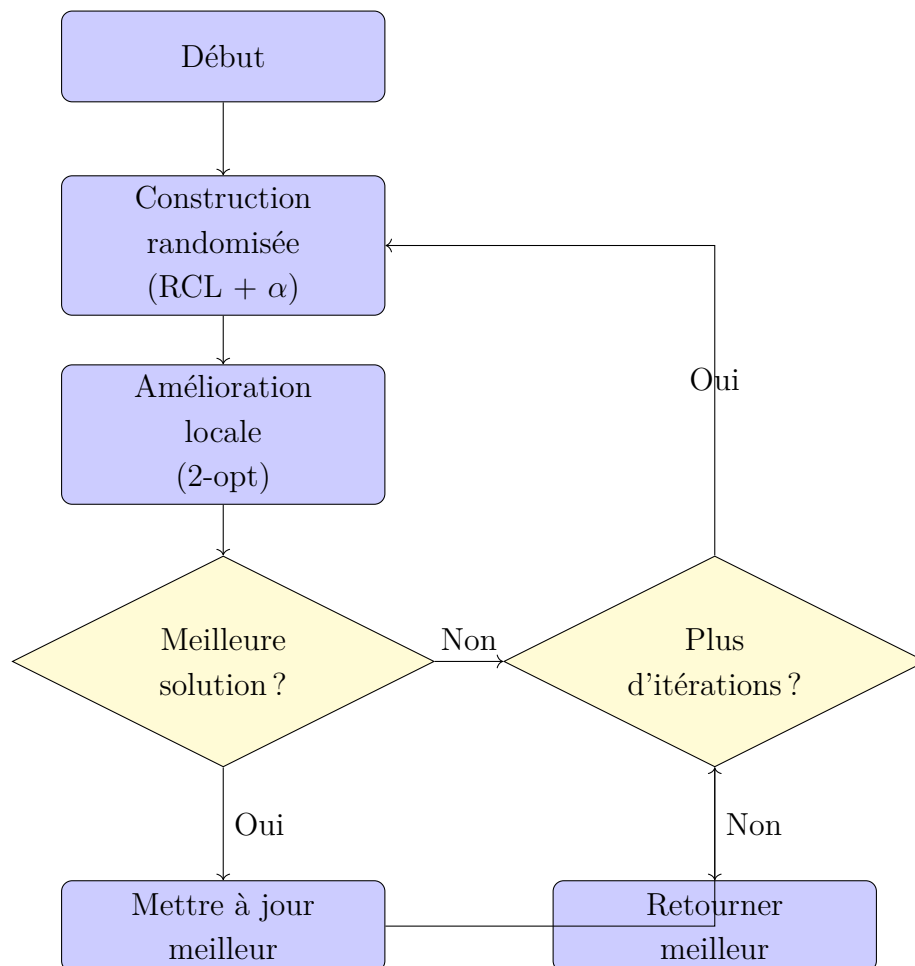 Début
Construction
randomisée
(RCL + α)
Amélioration
locale
(2-opt)
Oui
Meilleure
solution ?
Non
Plus
d'itérations ?
Oui
Non
Mettre à jour
meilleur
Retourner
meilleur